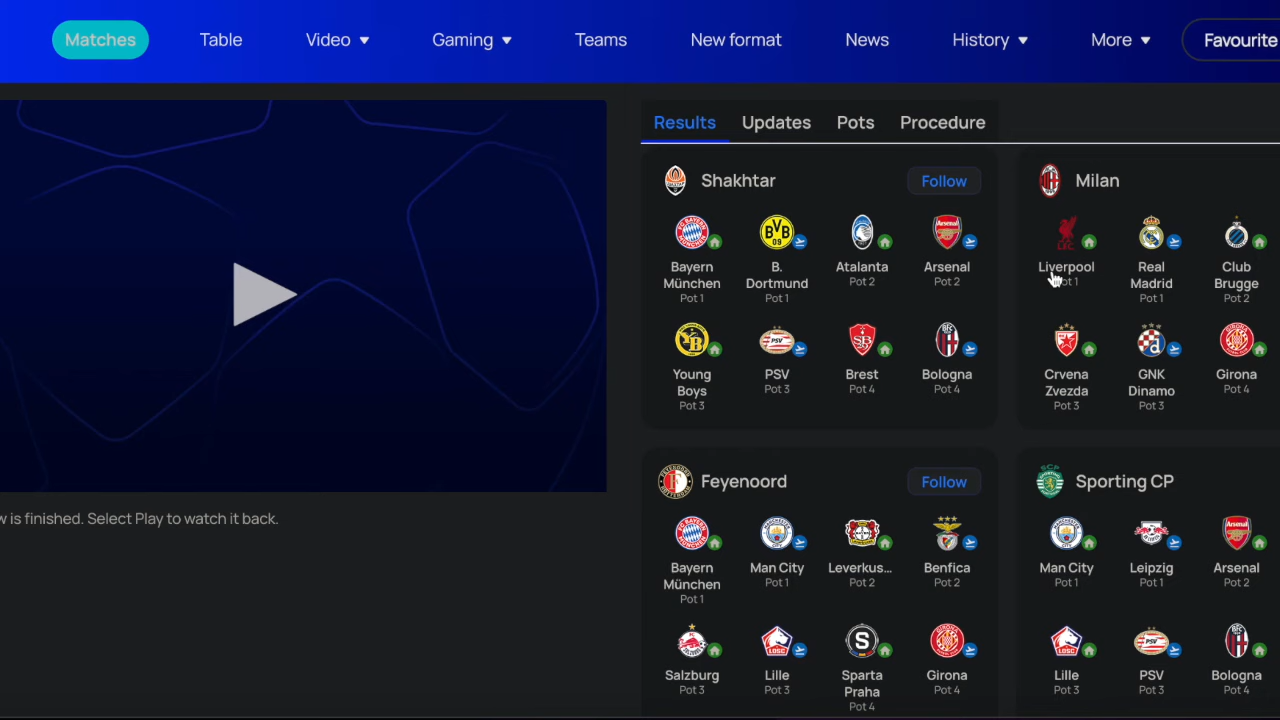 Matches Table Video Gaming Teams New format News History More Favourite
Results Updates Pots Procedure
Shakhtar Follow
Bayern
München
Pot 1
B.
Dortmund
Pot 1
Atalanta
Pot 2
Arsenal
Pot 2
Young
Boys
Pot 3
PSV
Pot 3
Brest
Pot 4
Bologna
Pot 4
Milan
Liverpool
ot 1
Real
Madrid
Pot 1
Club
Brugge
Pot 2
Crvena
Zvezda
Pot 3
GNK
Dinamo
Pot 3
Girona
Pot 4
w is finished. Select Play to watch it back.
Feyenoord Follow
Bayern
München
Pot 1
Man City
Pot 1
Leverkus...
Pot 2
Benfica
Pot 2
Salzburg
Pot 3
Lille
Pot 3
Sparta
Praha
Pot 4
Girona
Pot 4
Sporting CP
Man City
Pot 1
Leipzig
Pot 1
Arsenal
Pot 2
Lille
Pot 3
PSV
Pot 3
Bologna
Pot 4